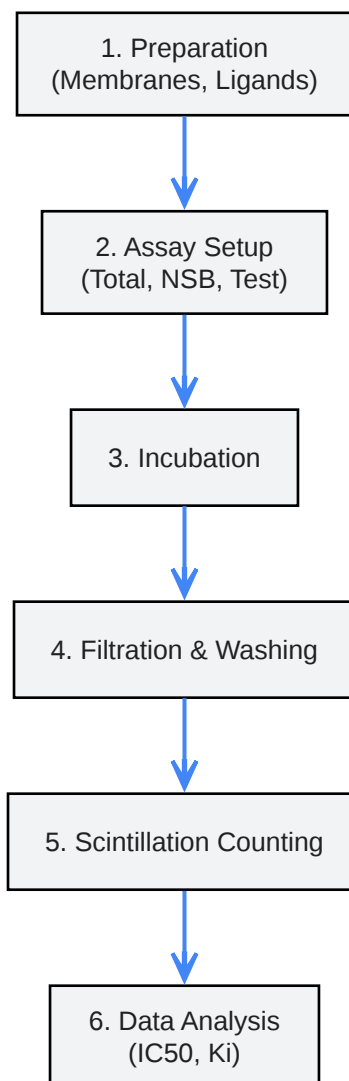 1. Preparation
(Membranes, Ligands)
2. Assay Setup
(Total, NSB, Test)
3. Incubation
4. Filtration & Washing
5. Scintillation Counting
6. Data Analysis
(IC50, Ki)